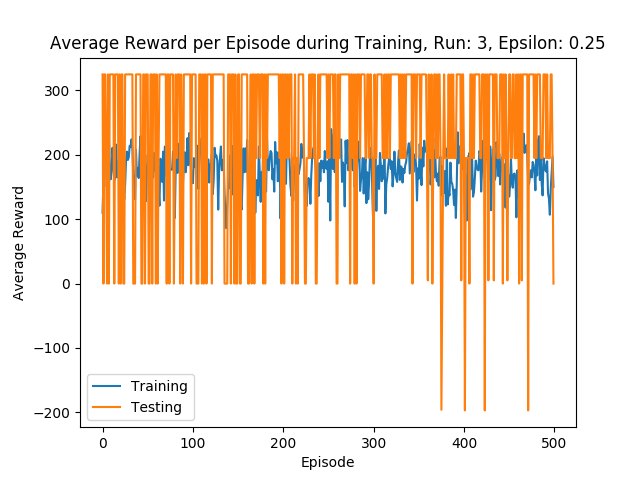 Average Reward per Episode during Training, Run: 3, Epsilon: 0.25
300
200
100
0
−100
−200
Average Reward
Training
Testing
0
100
200
300
400
500
Episode